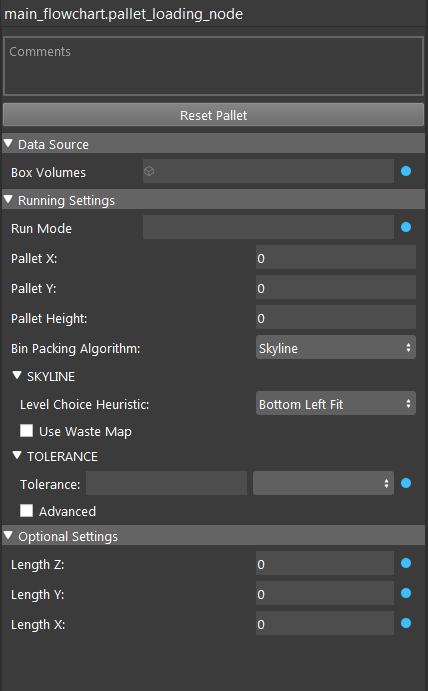 main_flowchart.pallet_loading_node
Comments
Reset Pallet
Data Source
Box Volumes
Running Settings
Run Mode
Pallet X: 0
Pallet Y: 0
Pallet Height: 0
Bin Packing Algorithm: Skyline
SKYLINE
Level Choice Heuristic: Bottom Left Fit
Use Waste Map
TOLERANCE
Tolerance:
Advanced
Optional Settings
Length Z: 0
Length Y: 0
Length X: 0